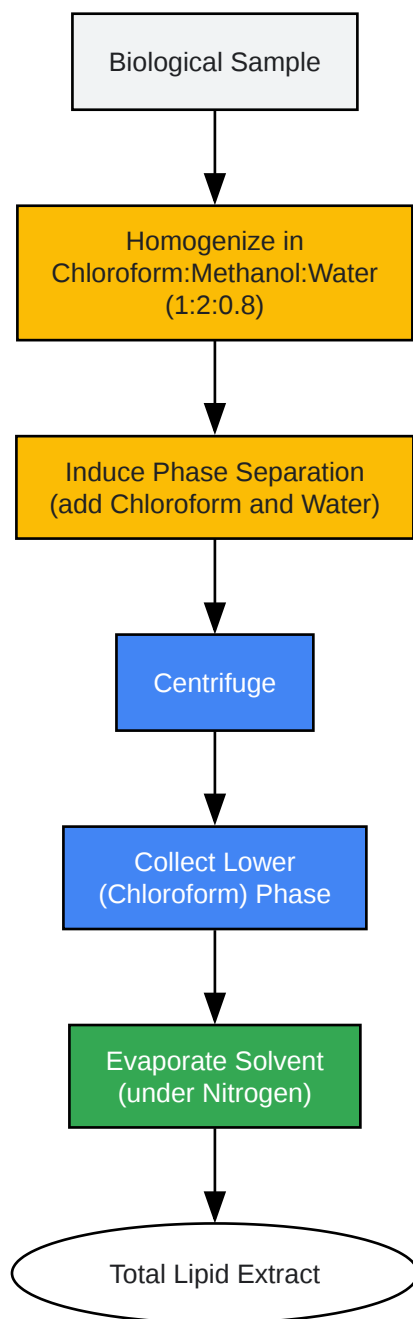 Biological Sample
Homogenize in
Chloroform:Methanol:Water
(1:2:0.8)
Induce Phase Separation
(add Chloroform and Water)
Centrifuge
Collect Lower
(Chloroform) Phase
Evaporate Solvent
(under Nitrogen)
Total Lipid Extract